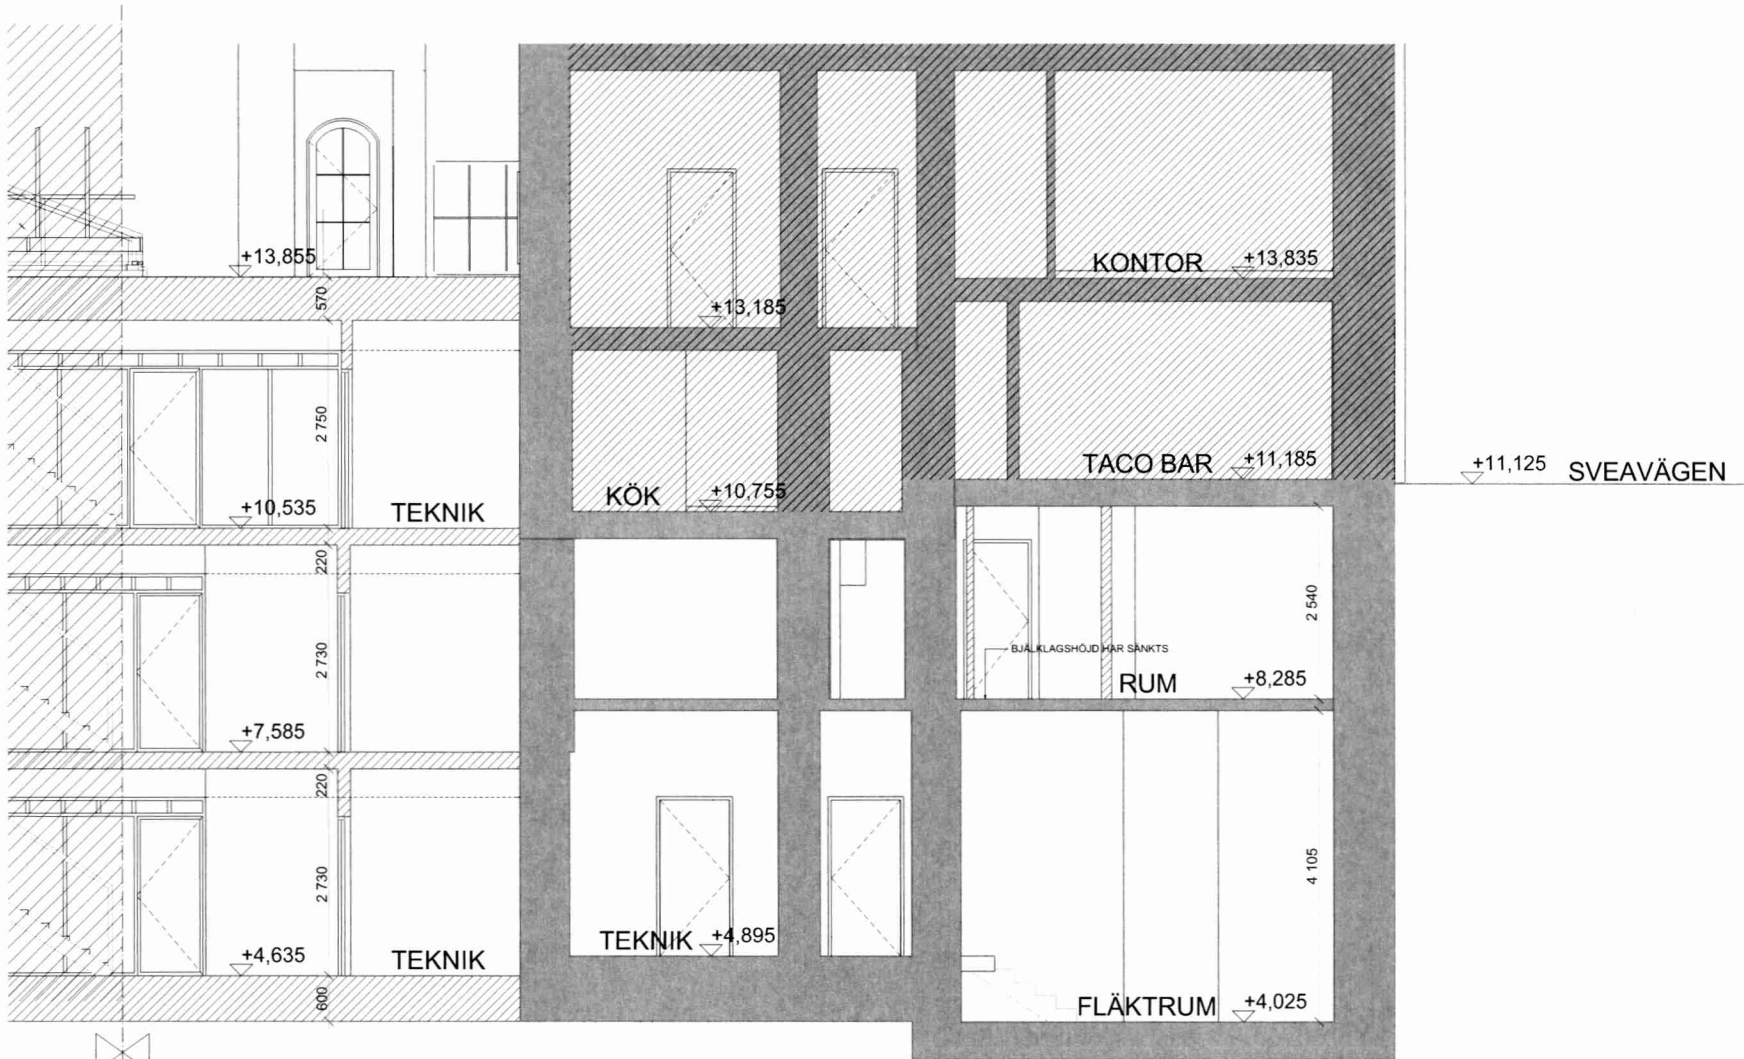 +13,855
570
+13,185
KONTOR +13,835
2 750
+10,535
TEKNIK
KÖK +10,755
TACO BAR +11,185
+11,125 SVEAVÄGEN
220
2 730
+7,585
2 540
BJÄLKLAGSHÖJD HAR SÄNKTS
RUM +8,285
220
2 730
+4,635
TEKNIK
600
TEKNIK +4,895
4 105
FLÄKTRUM +4,025